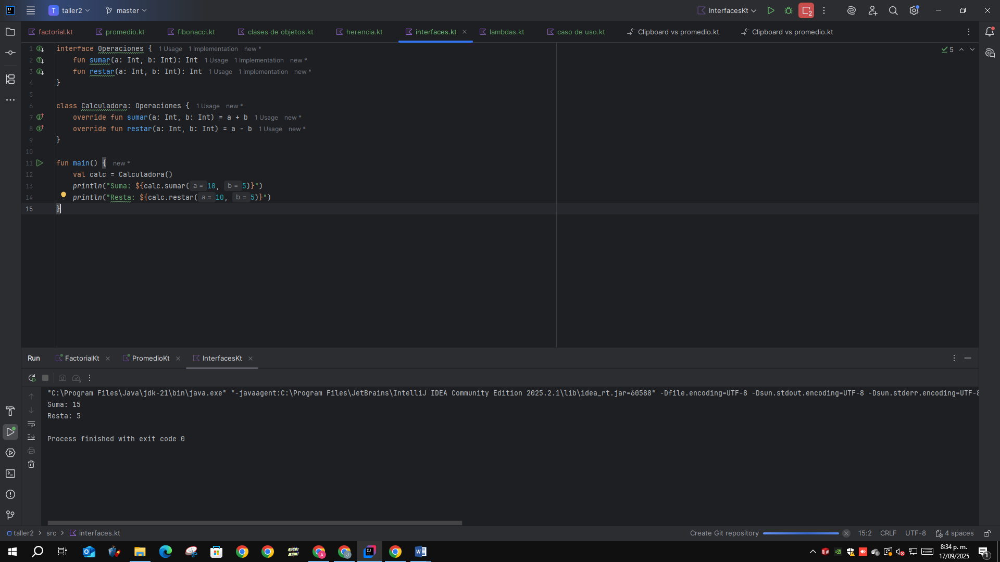 T taller2 master InterfacesKt 2
factorial.kt promedio.kt fibonacci.kt clases de objetos.kt herencia.kt interfaces.kt lambdas.kt caso de uso.kt Clipboard vs promedio.kt Clipboard vs promedio.kt
1 interface Operaciones { 1 Usage 1 Implementation new *
2 fun sumar(a: Int, b: Int): Int 1 Usage 1 Implementation new *
3 fun restar(a: Int, b: Int): Int 1 Usage 1 Implementation new *
4 }
5
6 class Calculadora: Operaciones { 1 Usage new *
7 override fun sumar(a: Int, b: Int) = a + b 1 Usage new *
8 override fun restar(a: Int, b: Int) = a - b 1 Usage new *
9 }
10
11 fun main() { new *
12 val calc = Calculadora()
13 println("Suma: ${calc.sumar( a = 10, b = 5)}")
14 println("Resta: ${calc.restar( a = 10, b = 5)}")
15 }
5
Run FactorialKt PromedioKt InterfacesKt
"C:\Program Files\Java\jdk-21\bin\java.exe" "-javaagent:C:\Program Files\JetBrains\IntelliJ IDEA Community Edition 2025.2.1\lib\idea_rt.jar=60588" -Dfile.encoding=UTF-8 -Dsun.stdout.encoding=UTF-8 -Dsun.stderr.encoding=UTF-8
Suma: 15
Resta: 5
Process finished with exit code 0
taller2 > src > interfaces.kt Create Git repository 15:2 CRLF UTF-8 4 spaces
8:34 p. m.
17/09/2025
1